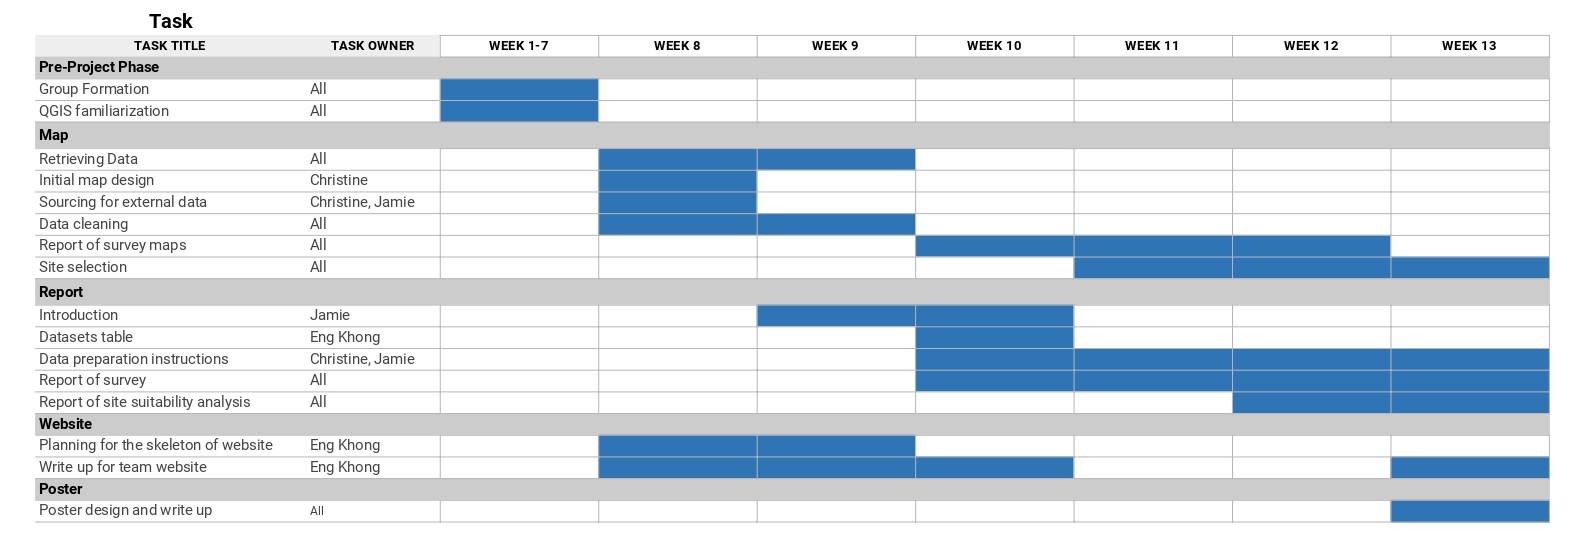 Task
TASK TITLE TASK OWNER WEEK 1-7 WEEK 8 WEEK 9 WEEK 10 WEEK 11 WEEK 12 WEEK 13
Pre-Project Phase
Group Formation All
QGIS familiarization All
Map
Retrieving Data All
Initial map design Christine
Sourcing for external data Christine, Jamie
Data cleaning All
Report of survey maps All
Site selection All
Report
Introduction Jamie
Datasets table Eng Khong
Data preparation instructions Christine, Jamie
Report of survey All
Report of site suitability analysis All
Website
Planning for the skeleton of website Eng Khong
Write up for team website Eng Khong
Poster
Poster design and write up All